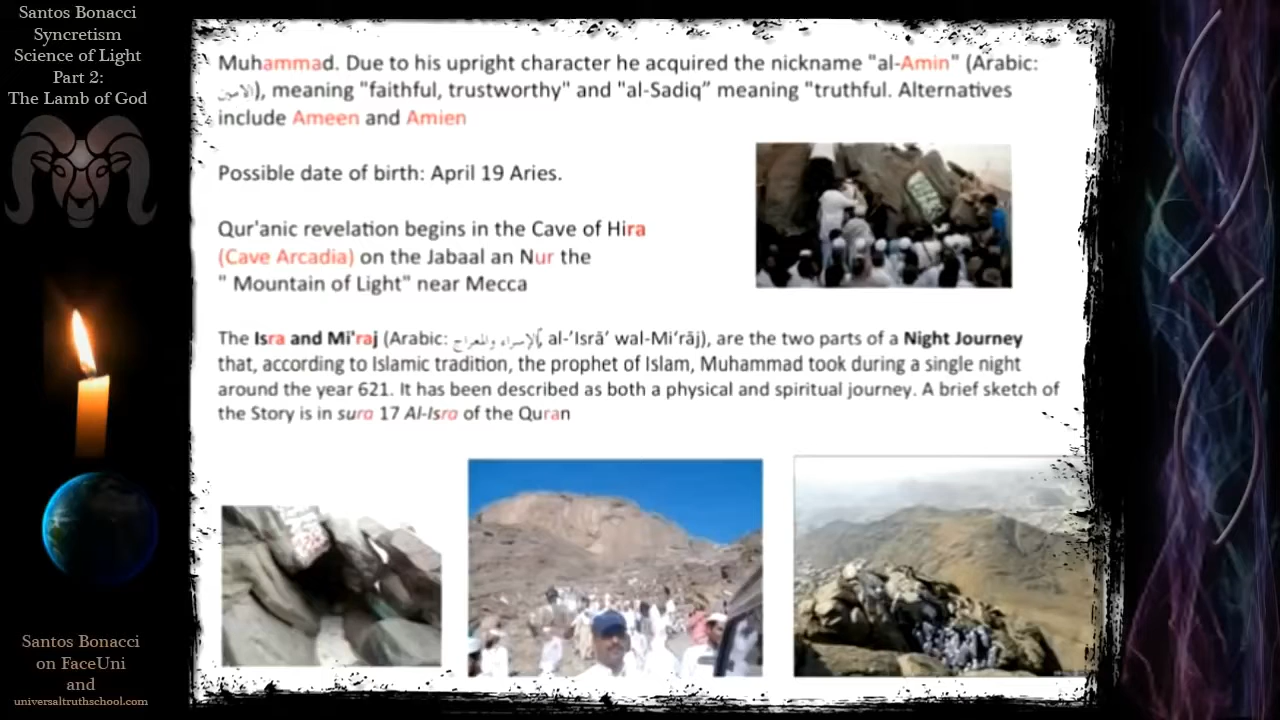 Santos Bonacci
Syncretism
Science of Light
Part 2:
The Lamb of God
Muhammad. Due to his upright character he acquired the nickname "al-Amin" (Arabic:
الامين), meaning "faithful, trustworthy" and "al-Sadiq” meaning "truthful. Alternatives
include Ameen and Amien
Possible date of birth: April 19 Aries.
Qur'anic revelation begins in the Cave of Hira
(Cave Arcadia) on the Jabaal an Nur the
" Mountain of Light" near Mecca
The Isra and Mi'raj (Arabic: الإسراء والمعراج, al-’Isrā’ wal-Mi‘rāj), are the two parts of a Night Journey
that, according to Islamic tradition, the prophet of Islam, Muhammad took during a single night
around the year 621. It has been described as both a physical and spiritual journey. A brief sketch of
the Story is in sura 17 Al-Isra of the Quran
Santos Bonacci
on FaceUni
and
universaltruthschool.com